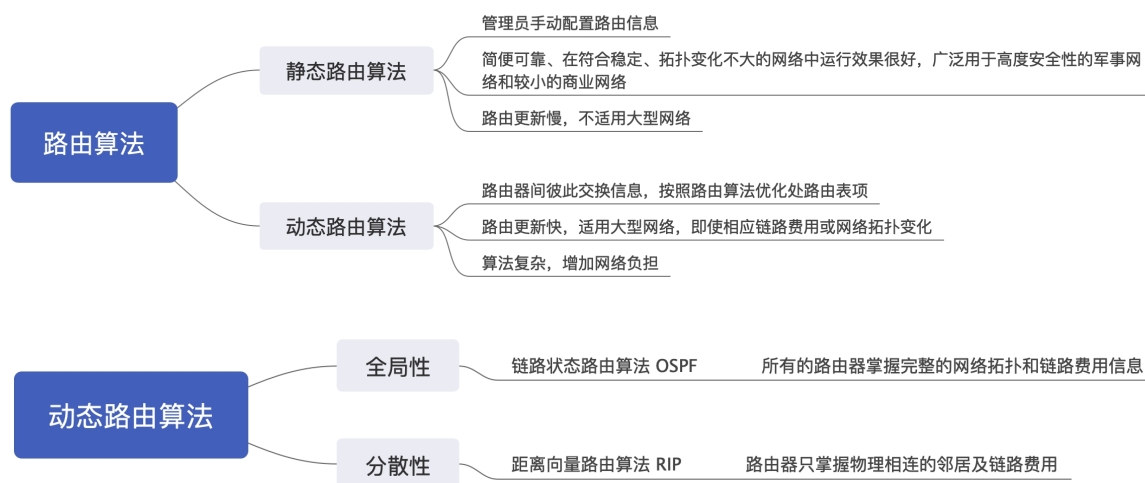 路由算法
静态路由算法
管理员手动配置路由信息
简便可靠、在符合稳定、拓扑变化不大的网络中运行效果很好，广泛用于高度安全性的军事网
络和较小的商业网络
路由更新慢，不适用大型网络
动态路由算法
路由器间彼此交换信息，按照路由算法优化处路由表项
路由更新快，适用大型网络，即使相应链路费用或网络拓扑变化
算法复杂，增加网络负担
动态路由算法
全局性
链路状态路由算法 OSPF
所有的路由器掌握完整的网络拓扑和链路费用信息
分散性
距离向量路由算法 RIP
路由器只掌握物理相连的邻居及链路费用